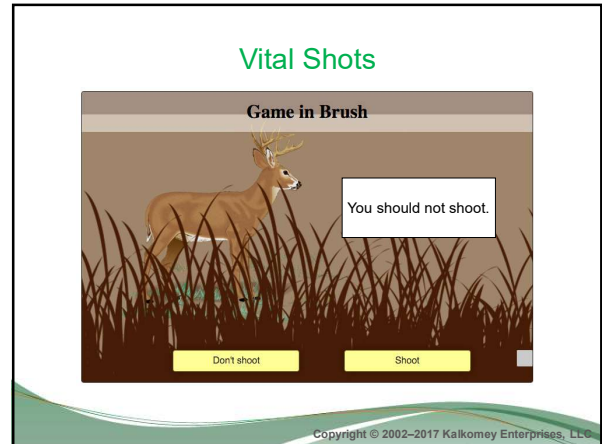 Vital Shots
Game in Brush
You should not shoot.
Don't shoot
Shoot
Copyright © 2002–2017 Kalkomey Enterprises, LLC